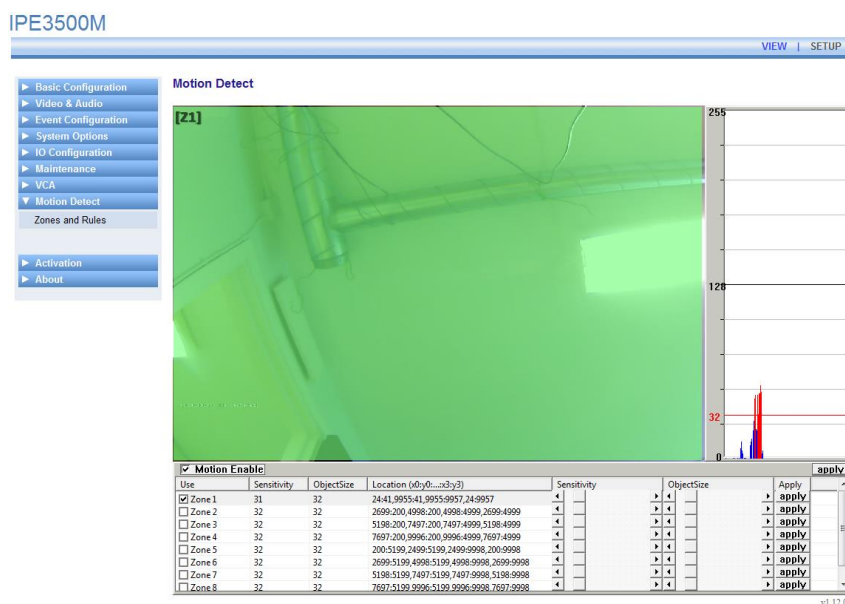 IPE3500M
VIEW | SETUP
Basic Configuration
Video & Audio
Event Configuration
System Options
IO Configuration
Maintenance
VCA
Motion Detect
Zones and Rules
Activation
About
Motion Detect
[Z1]
255
128
32
0
Motion Enable
apply
Use Sensitivity ObjectSize Location (x0:y0:...:x3:y3) Sensitivity ObjectSize Apply
Zone 1 31 32 24:41,9955:41,9955:9957,24:9957 apply
Zone 2 32 32 2699:200,4998:200,4998:4999,2699:4999 apply
Zone 3 32 32 5198:200,7497:200,7497:4999,5198:4999 apply
Zone 4 32 32 7697:200,9996:200,9996:4999,7697:4999 apply
Zone 5 32 32 200:5199,2499:5199,2499:9998,200:9998 apply
Zone 6 32 32 2699:5199,4998:5199,4998:9998,2699:9998 apply
Zone 7 32 32 5198:5199,7497:5199,7497:9998,5198:9998 apply
Zone 8 32 32 7697:5199,9996:5199,9996:9998,7697:9998 apply